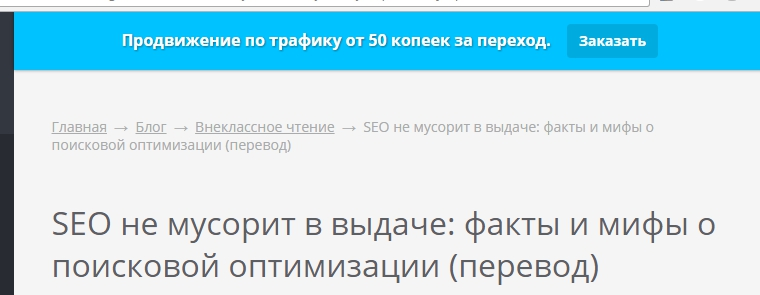 Продвижение по трафику от 50 копеек за переход. Заказать
Главная → Блог → Внеклассное чтение → SEO не мусорит в выдаче: факты и мифы о
поисковой оптимизации (перевод)
SEO не мусорит в выдаче: факты и мифы о
поисковой оптимизации (перевод)